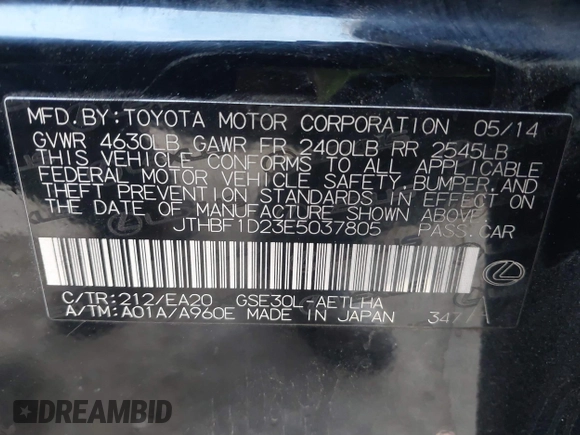 MFD.BY:TOYOTA MOTOR CORPORATION 05/14
GVWR 4630LB GAWR FR 2400LB RR 2545LB
THIS VEHICLE CONFORMS TO ALL APPLICABLE
FEDERAL MOTOR VEHICLE SAFETY,BUMPER,AND
THEFT PREVENTION STANDARDS IN EFFECT ON
THE DATE OF MANUFACTURE SHOWN ABOVE.
JTHBF1D23E5037805 PASS.CAR
C/TR:212/EA20 GSE30L-AETLHA
A/TM:A01A/A960E MADE IN JAPAN 347
DREAMBID